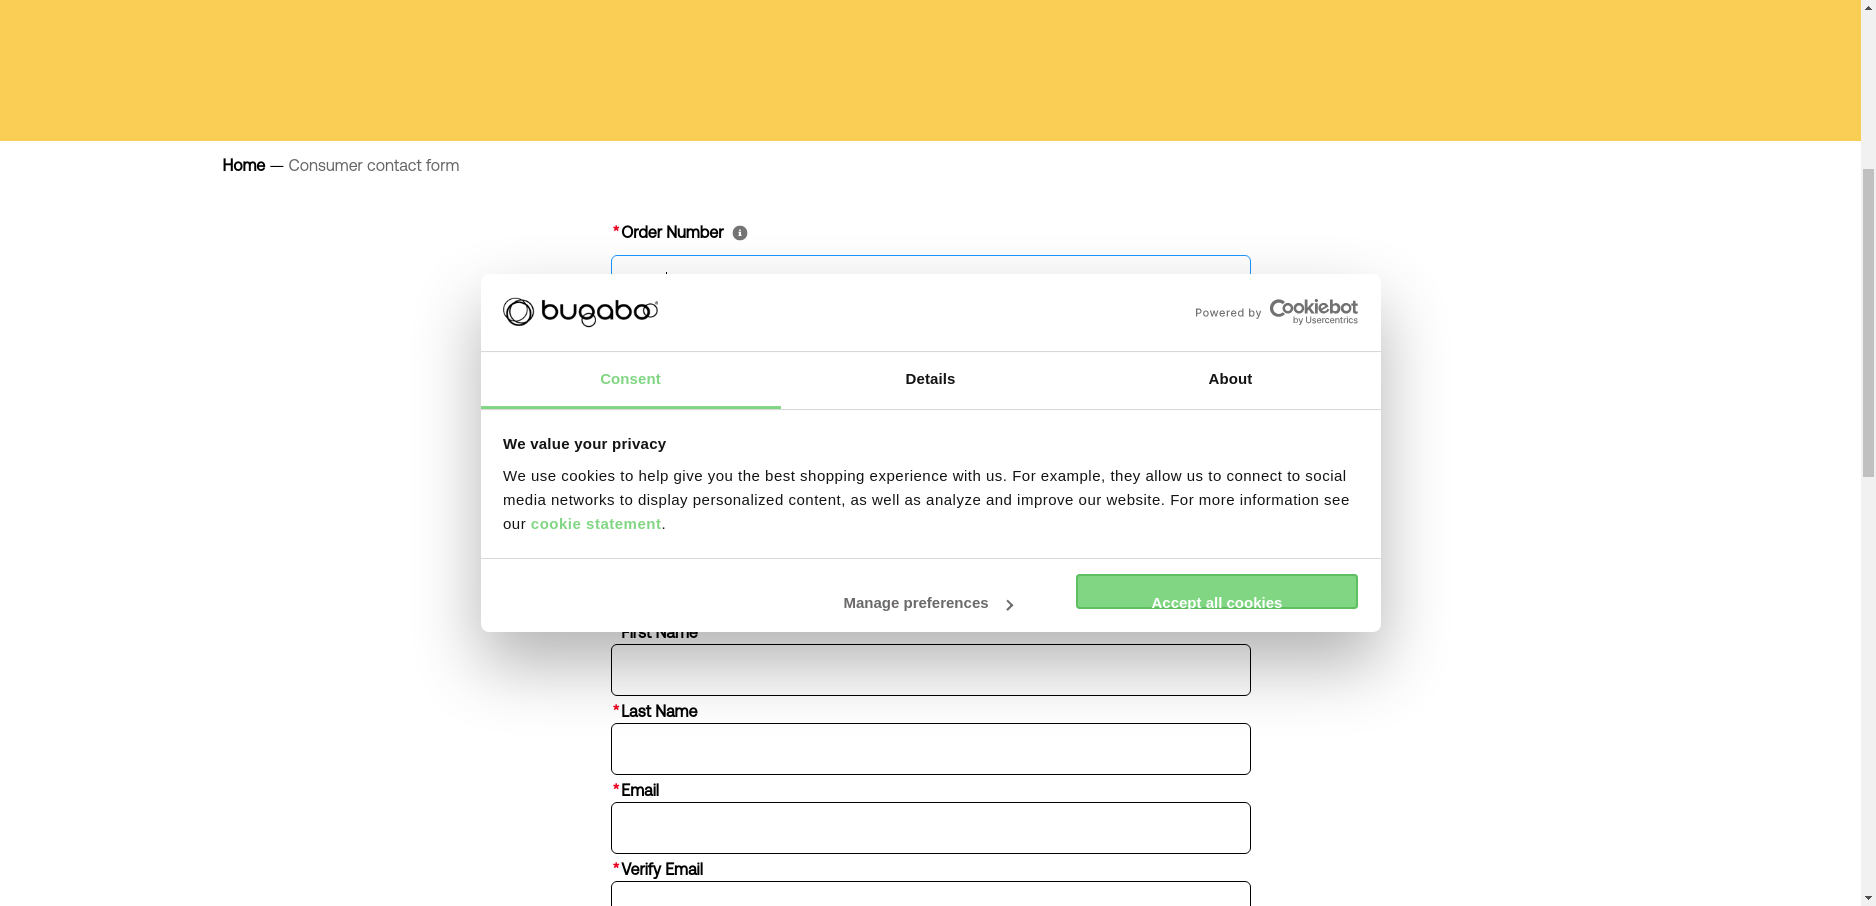 Home — Consumer contact form
*Order Number
bugaboo
Powered by Cookiebot
by Usercentrics
Consent
Details
About
We value your privacy
We use cookies to help give you the best shopping experience with us. For example, they allow us to connect to social
media networks to display personalized content, as well as analyze and improve our website. For more information see
our cookie statement.
Manage preferences
Accept all cookies
First Name
*Last Name
*Email
*Verify Email